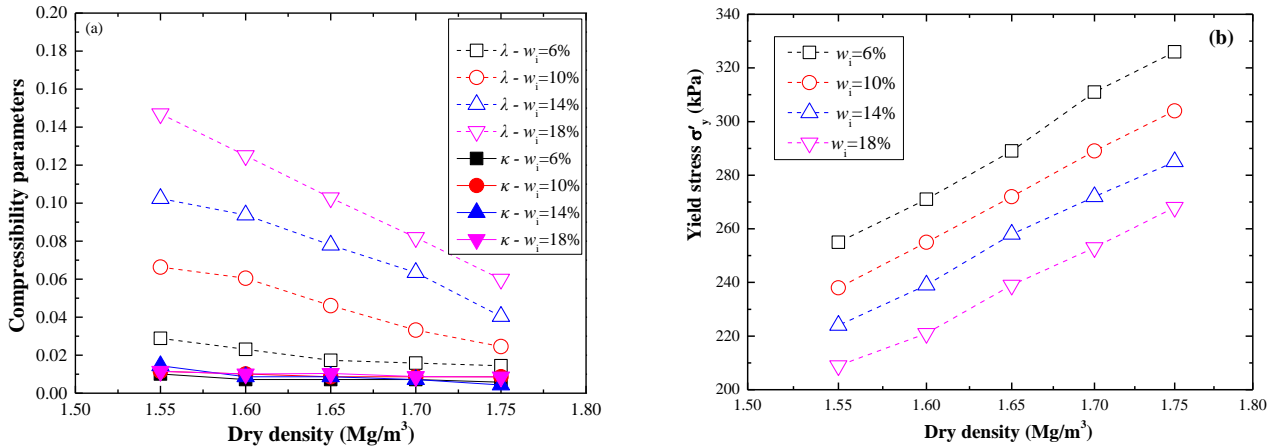 (a)
0.20
0.18
0.16
0.14
0.12
0.10
0.08
0.06
0.04
0.02
0.00
Compressibility parameters
λ - wᵢ=6%
λ - wᵢ=10%
λ - wᵢ=14%
λ - wᵢ=18%
κ - wᵢ=6%
κ - wᵢ=10%
κ - wᵢ=14%
κ - wᵢ=18%
1.50 1.55 1.60 1.65 1.70 1.75 1.80
Dry density (Mg/m³)
(b)
340
320
300
280
260
240
220
200
Yield stress σ'y (kPa)
wᵢ=6%
wᵢ=10%
wᵢ=14%
wᵢ=18%
1.50 1.55 1.60 1.65 1.70 1.75 1.80
Dry density (Mg/m³)